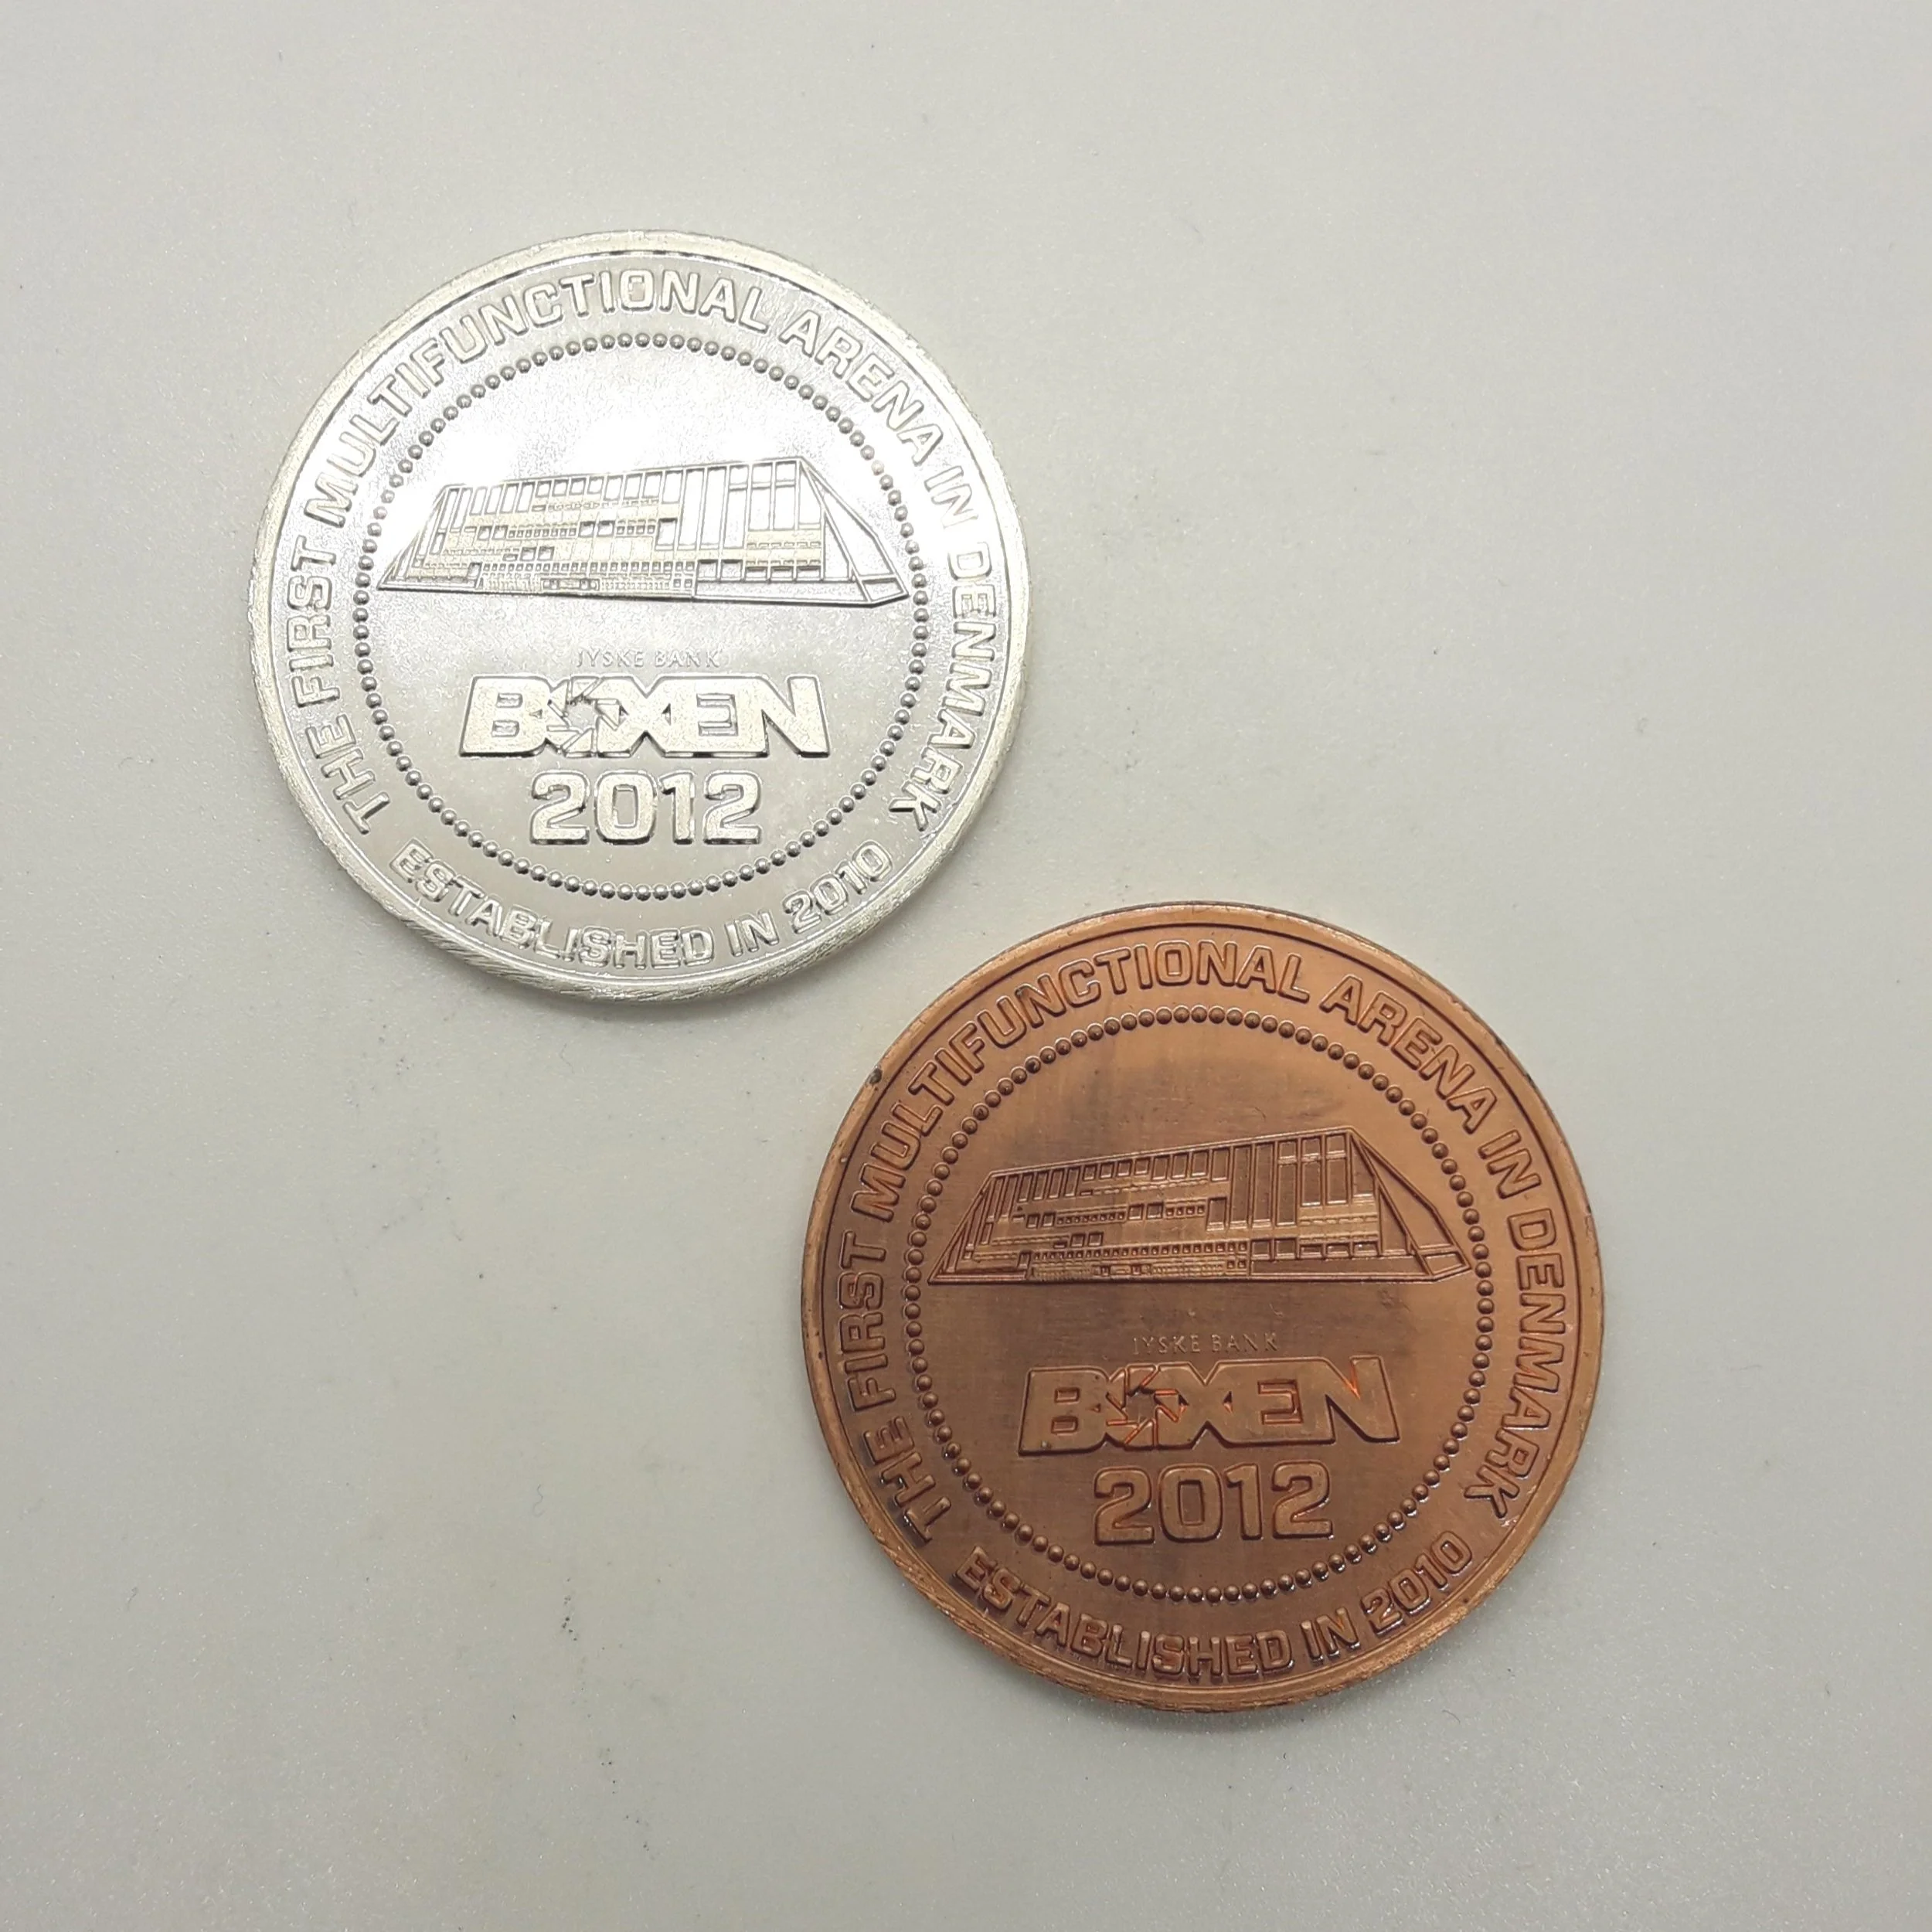 THE FIRST MULTIFUNCTIONAL ARENA IN DENMARK
JYSKE BANK
BOXEN
2012
ESTABLISHED IN 2010
THE FIRST MULTIFUNCTIONAL ARENA IN DENMARK
JYSKE BANK
BOXEN
2012
ESTABLISHED IN 2010